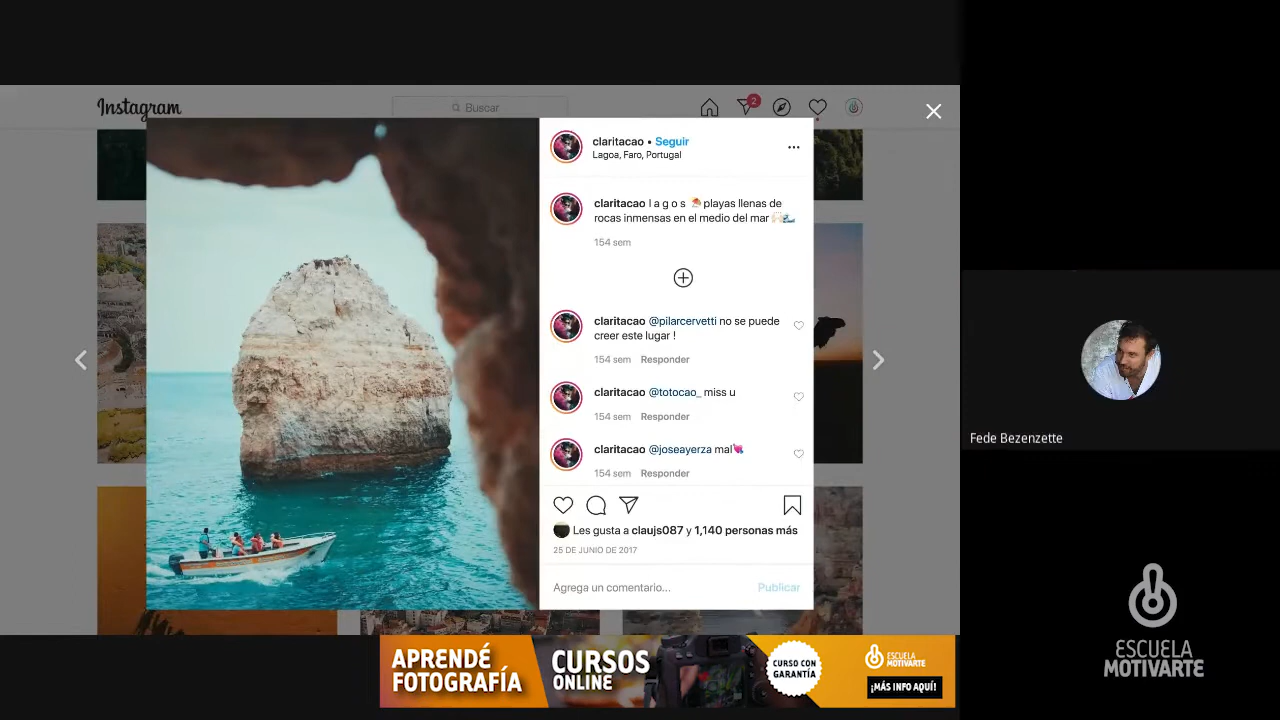 Instagram
Buscar
2
claritacao • Seguir
Lagoa, Faro, Portugal
claritacao l a g o s playas llenas de
rocas inmensas en el medio del mar
154 sem
claritacao @pilarcervetti no se puede
creer este lugar !
154 sem Responder
claritacao @totocao_ miss u
154 sem Responder
claritacao @joseayerza mal
154 sem Responder
Les gusta a claujs087 y 1,140 personas más
25 DE JUNIO DE 2017
Agrega un comentario...
Publicar
Fede Bezenzette
ESCUELA
MOTIVARTE
APRENDÉ
FOTOGRAFÍA
CURSOS
ONLINE
CURSO CON
GARANTÍA
ESCUELA
MOTIVARTE
¡MÁS INFO AQUÍ!